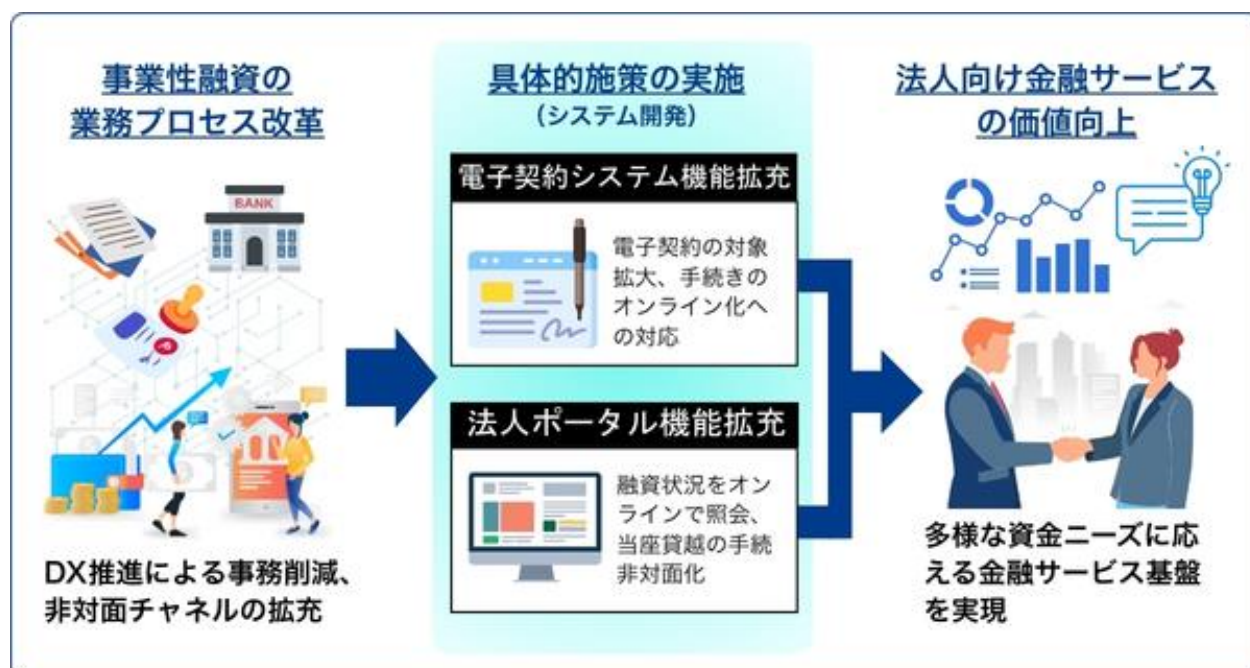 事業性融資の
業務プロセス改革
BANK
DX推進による事務削減、
非対面チャネルの拡充
具体的施策の実施
(システム開発)
電子契約システム機能拡充
電子契約の対象
拡大、手続きの
オンライン化へ
の対応
法人ポータル機能拡充
融資状況をオン
ラインで照会、
当座貸越の手続
非対面化
法人向け金融サービス
の価値向上
多様な資金ニーズに応
える金融サービス基盤
を実現